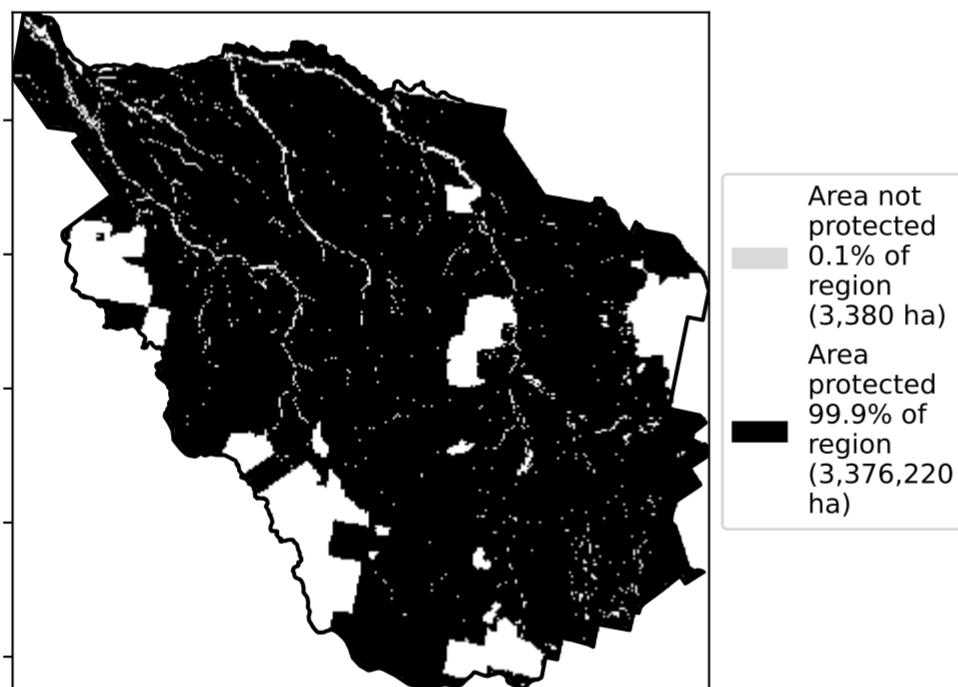 Area not
protected
0.1% of
region
(3,380 ha)
Area
protected
99.9% of
region
(3,376,220
ha)